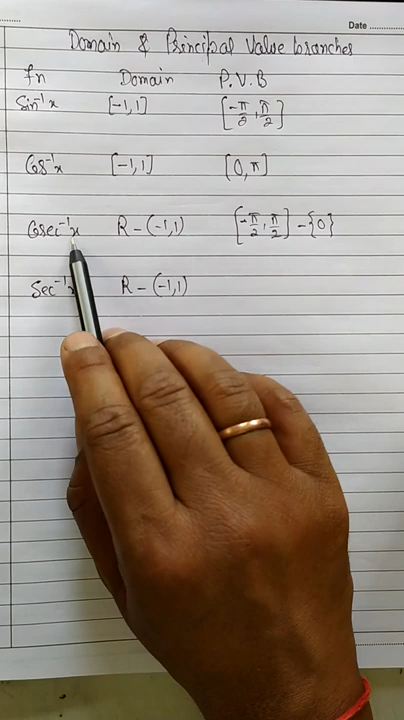 Date
Domain & Principal Value branches
fn Domain P.V.B
Sin⁻¹x [-1,1] [-π/2, π/2]
Cos⁻¹x [-1,1] [0,π]
Cosec⁻¹x R-(-1,1) [-π/2, π/2]-{0}
Sec⁻¹x R-(-1,1)